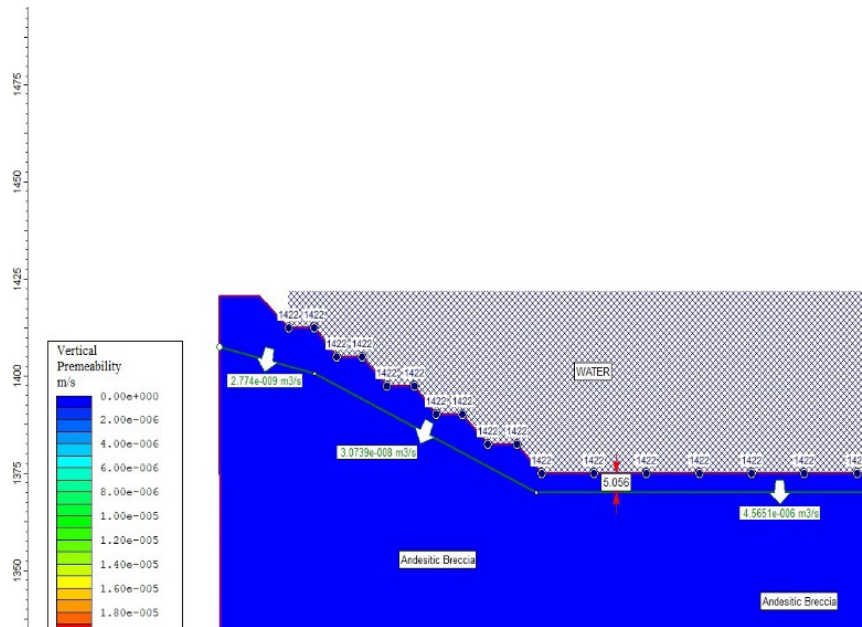 1475
1450
1425
1422 1422
1422 1422
1400
WATER
2.774e-009 m3/s
1422 1422
1422 1422
1422 1422
3.0739e-008 m3/s
1375
1422 1422 1422 1422 1422 1422 1422
5.056
4.5651e-006 m3/s
Andesitic Breccia
1350
Andesitic Breccia
Vertical
Premeability
m/s
0.00e+000
2.00e-006
4.00e-006
6.00e-006
8.00e-006
1.00e-005
1.20e-005
1.40e-005
1.60e-005
1.80e-005